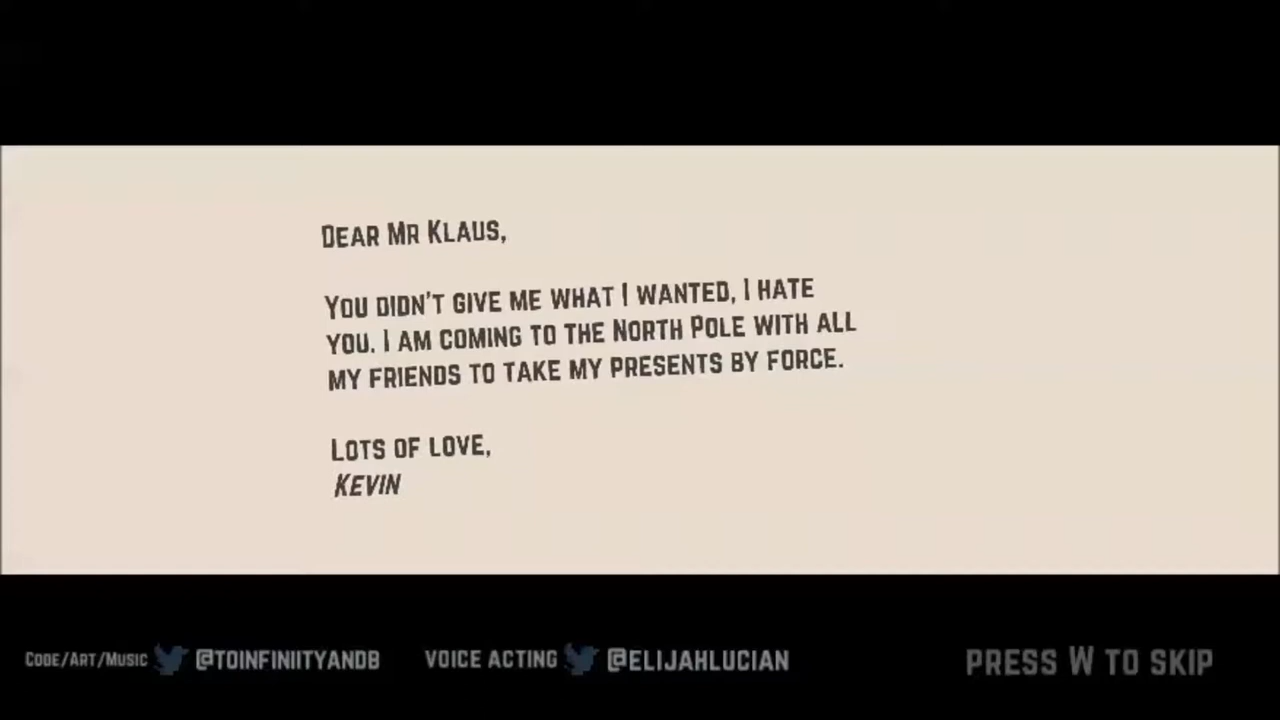 DEAR MR KLAUS,
YOU DIDN'T GIVE ME WHAT I WANTED, I HATE
YOU. I AM COMING TO THE NORTH POLE WITH ALL
MY FRIENDS TO TAKE MY PRESENTS BY FORCE.
LOTS OF LOVE,
KEVIN
CODE/ART/MUSIC @TOINFINIITYANDB VOICE ACTING @ELIJAHLUCIAN PRESS W TO SKIP